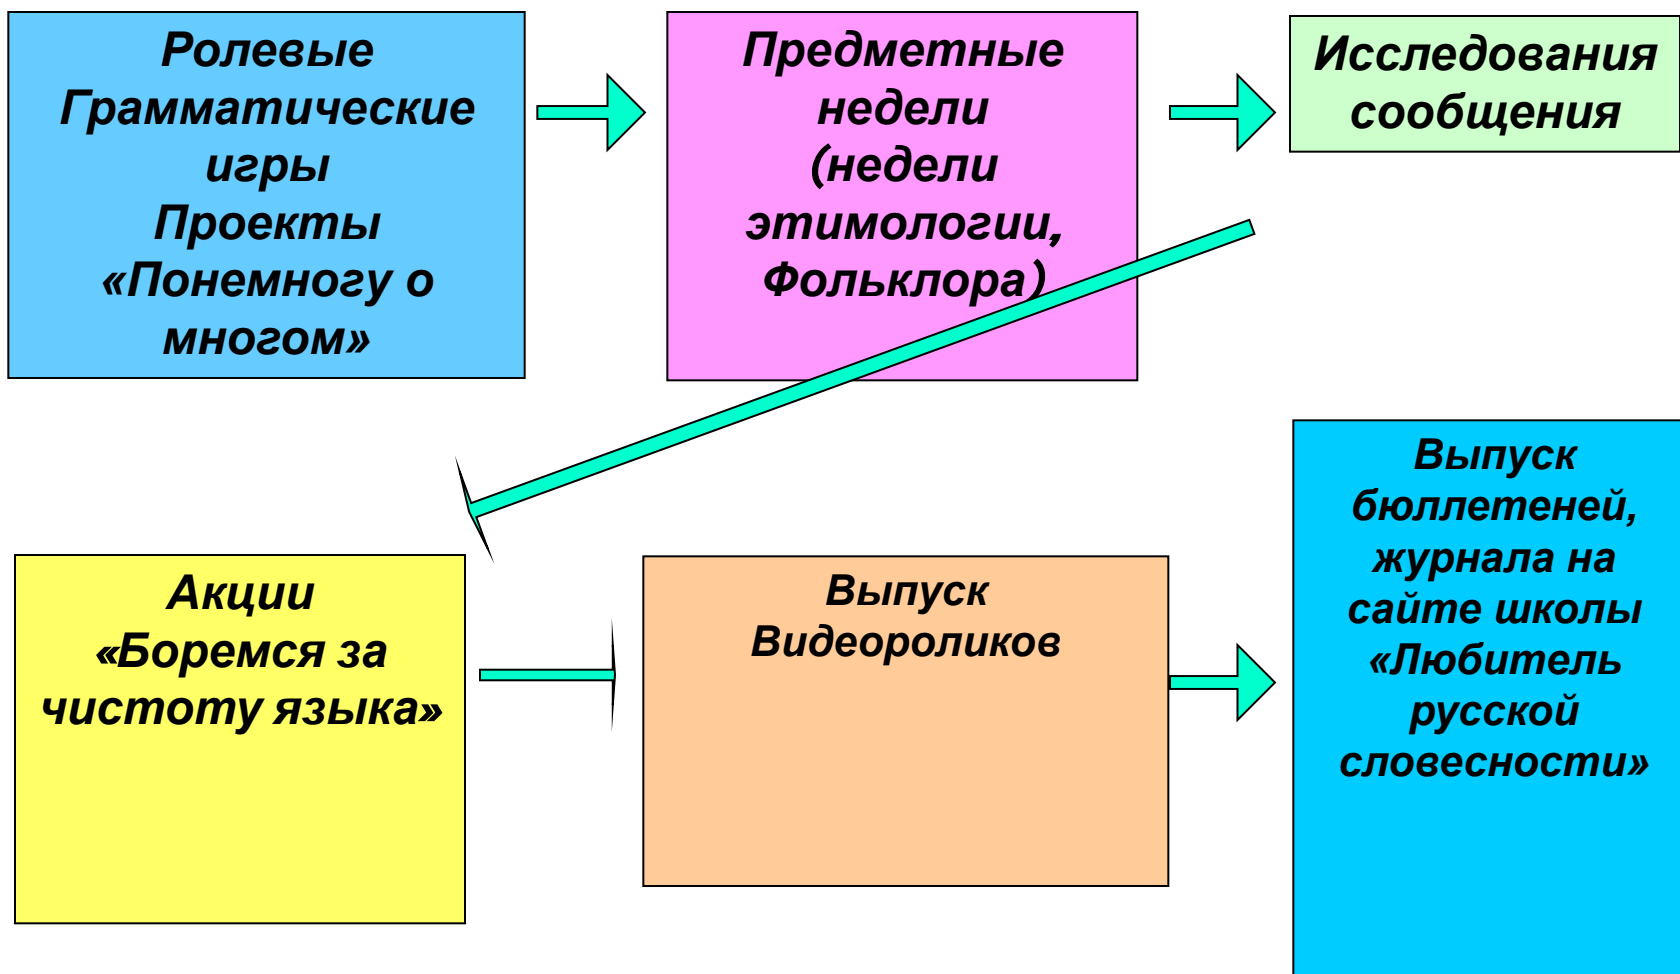 Ролевые
Грамматические
игры
Проекты
«Понемногу о
многом»
Предметные
недели
(недели
этимологии,
Фольклора)
Исследования
сообщения
Акции
«Боремся за
чистоту языка»
Выпуск
Видеороликов
Выпуск
бюллетеней,
журнала на
сайте школы
«Любитель
русской
словесности»